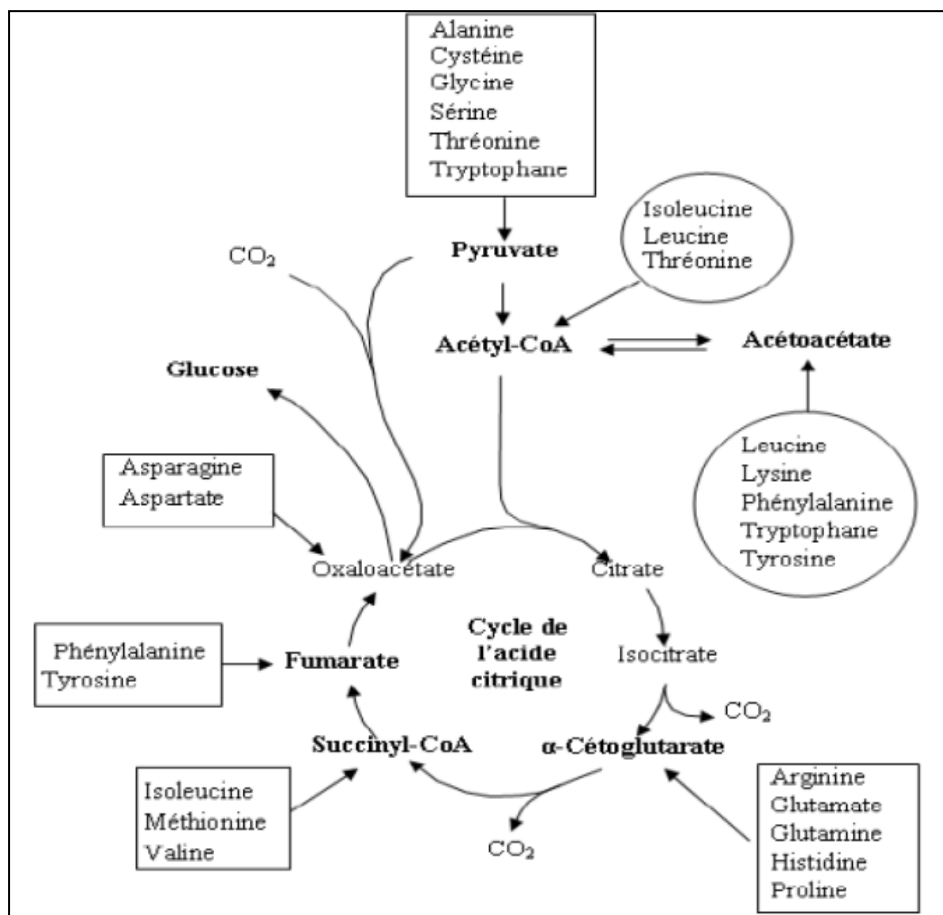 Alanine
Cystéine
Glycine
Sérine
Thréonine
Tryptophane
Isoleucine
Leucine
Thréonine
CO₂
Pyruvate
Acétyl-CoA
Acétoacétate
Glucose
Leucine
Lysine
Phénylalanine
Tryptophane
Tyrosine
Asparagine
Aspartate
Oxaloacétate
Citrate
Cycle de
l'acide
citrique
Isocitrate
Phénylalanine
Tyrosine
Fumarate
CO₂
Succinyl-CoA
α-Cétoglutarate
Isoleucine
Méthionine
Valine
CO₂
Arginine
Glutamate
Glutamine
Histidine
Proline